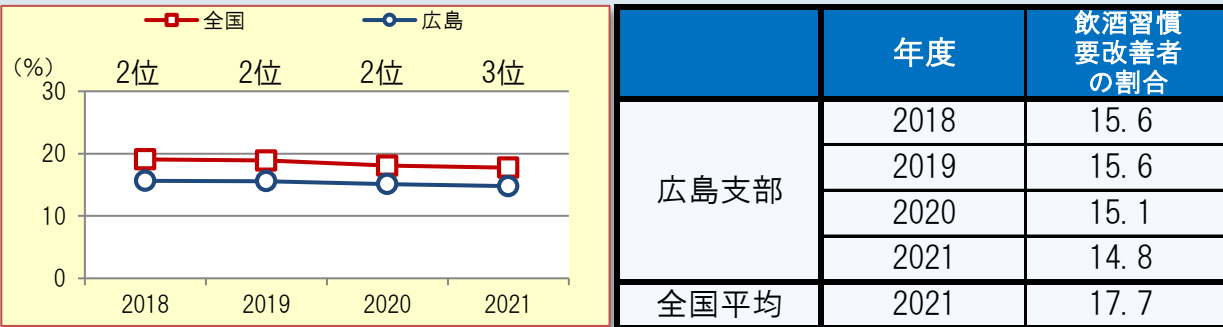 全国 広島
(%) 2位 2位 2位 3位
30
20
10
0
2018 2019 2020 2021
年度 飲酒習慣
要改善者
の割合
広島支部
2018 15.6
2019 15.6
2020 15.1
2021 14.8
全国平均 2021 17.7